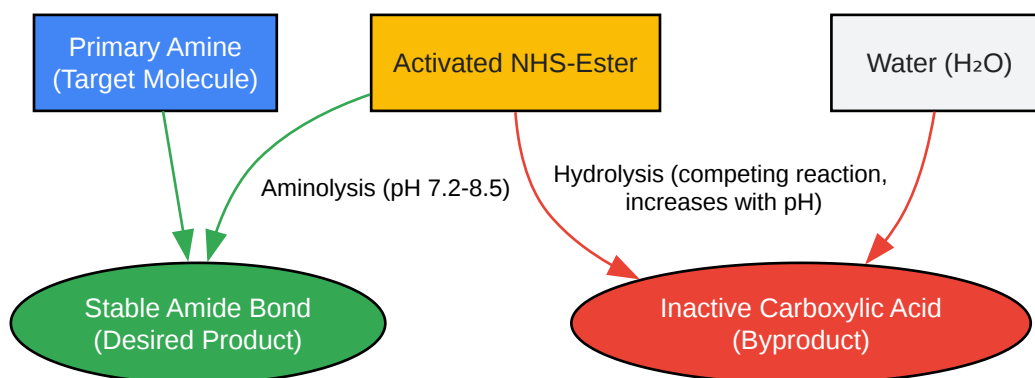 Primary Amine
(Target Molecule)
Activated NHS-Ester
Water (H₂O)
Aminolysis (pH 7.2-8.5)
Hydrolysis (competing reaction,
increases with pH)
Stable Amide Bond
(Desired Product)
Inactive Carboxylic Acid
(Byproduct)